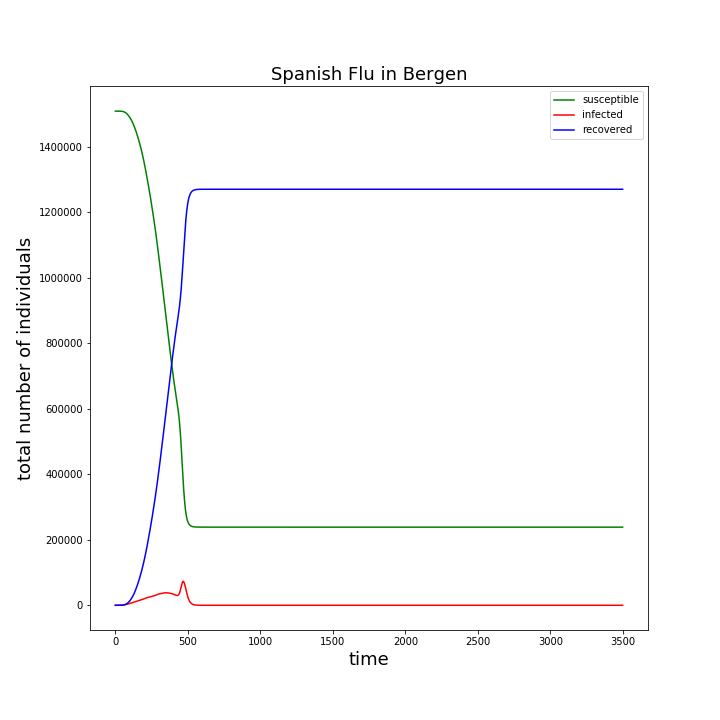 Spanish Flu in Bergen
susceptible
infected
recovered
1400000
1200000
1000000
800000
600000
400000
200000
0
total number of individuals
0 500 1000 1500 2000 2500 3000 3500
time